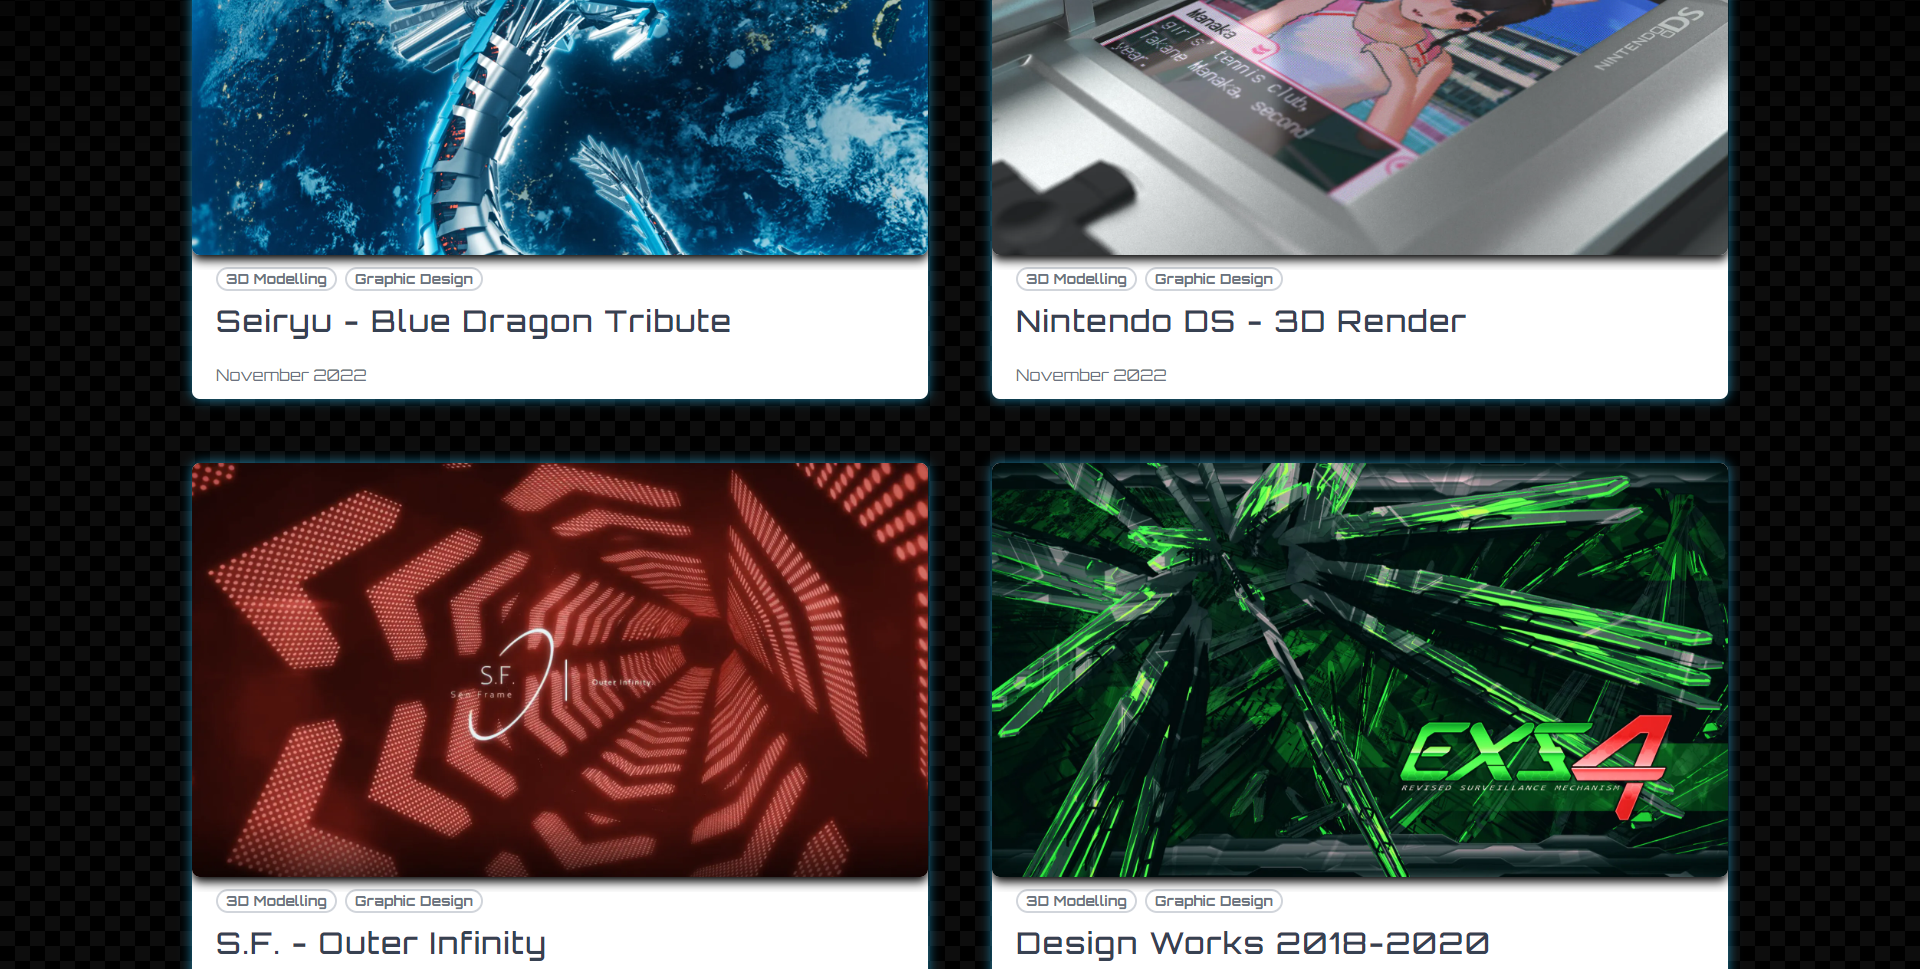 Manaka
girls' tennis club,
Takane Manaka, second
year.
NINTENDO DS
3D Modelling
Graphic Design
Seiryu - Blue Dragon Tribute
November 2022
3D Modelling
Graphic Design
Nintendo DS - 3D Render
November 2022
S.F.
Sen Frame
Outer Infinity.
EXS4
REVISED SURVEILLANCE MECHANISM
3D Modelling
Graphic Design
S.F. - Outer Infinity
3D Modelling
Graphic Design
Design Works 2018-2020